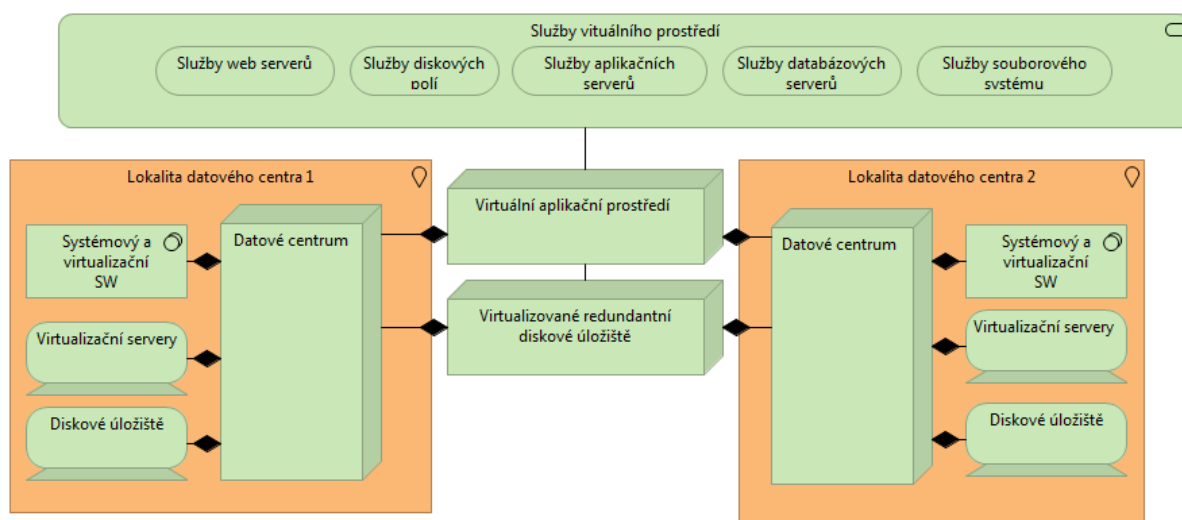 Služby vituálního prostředí
Služby web serverů
Služby diskových
polí
Služby aplikačních
serverů
Služby databázových
serverů
Služby souborového
systému
Lokalita datového centra 1
Systémový a
virtualizační
SW
Virtualizační servery
Diskové úložiště
Datové centrum
Virtuální aplikační prostředí
Virtualizované redundantní
diskové úložiště
Lokalita datového centra 2
Datové centrum
Systémový a
virtualizační
SW
Virtualizační servery
Diskové úložiště